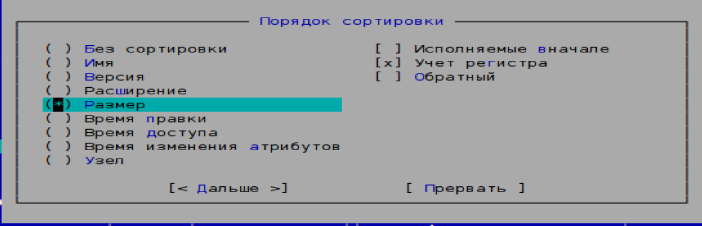 Порядок сортировки
( ) Без сортировки [ ] Исполняемые вначале
( ) Имя [x] Учет регистра
( ) Версия [ ] Обратный
( ) Расширение
(*) Размер
( ) Время правки
( ) Время доступа
( ) Время изменения атрибутов
( ) Узел
[< Дальше >] [ Прервать ]